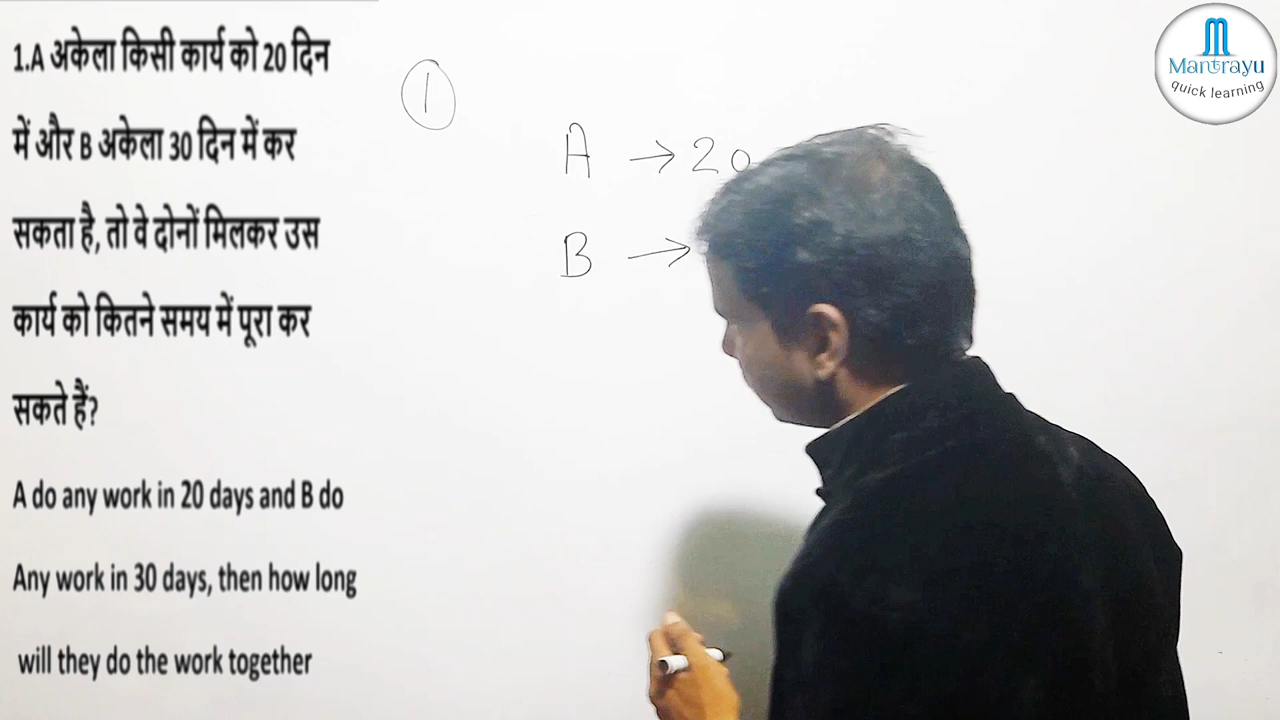 1.A अकेला किसी कार्य को 20 दिन
में और B अकेला 30 दिन में कर
सकता है, तो वे दोनों मिलकर उस
कार्य को कितने समय में पूरा कर
सकते हैं?
A do any work in 20 days and B do
Any work in 30 days, then how long
will they do the work together
1
A → 20
B →
Mantrayu
quick learning